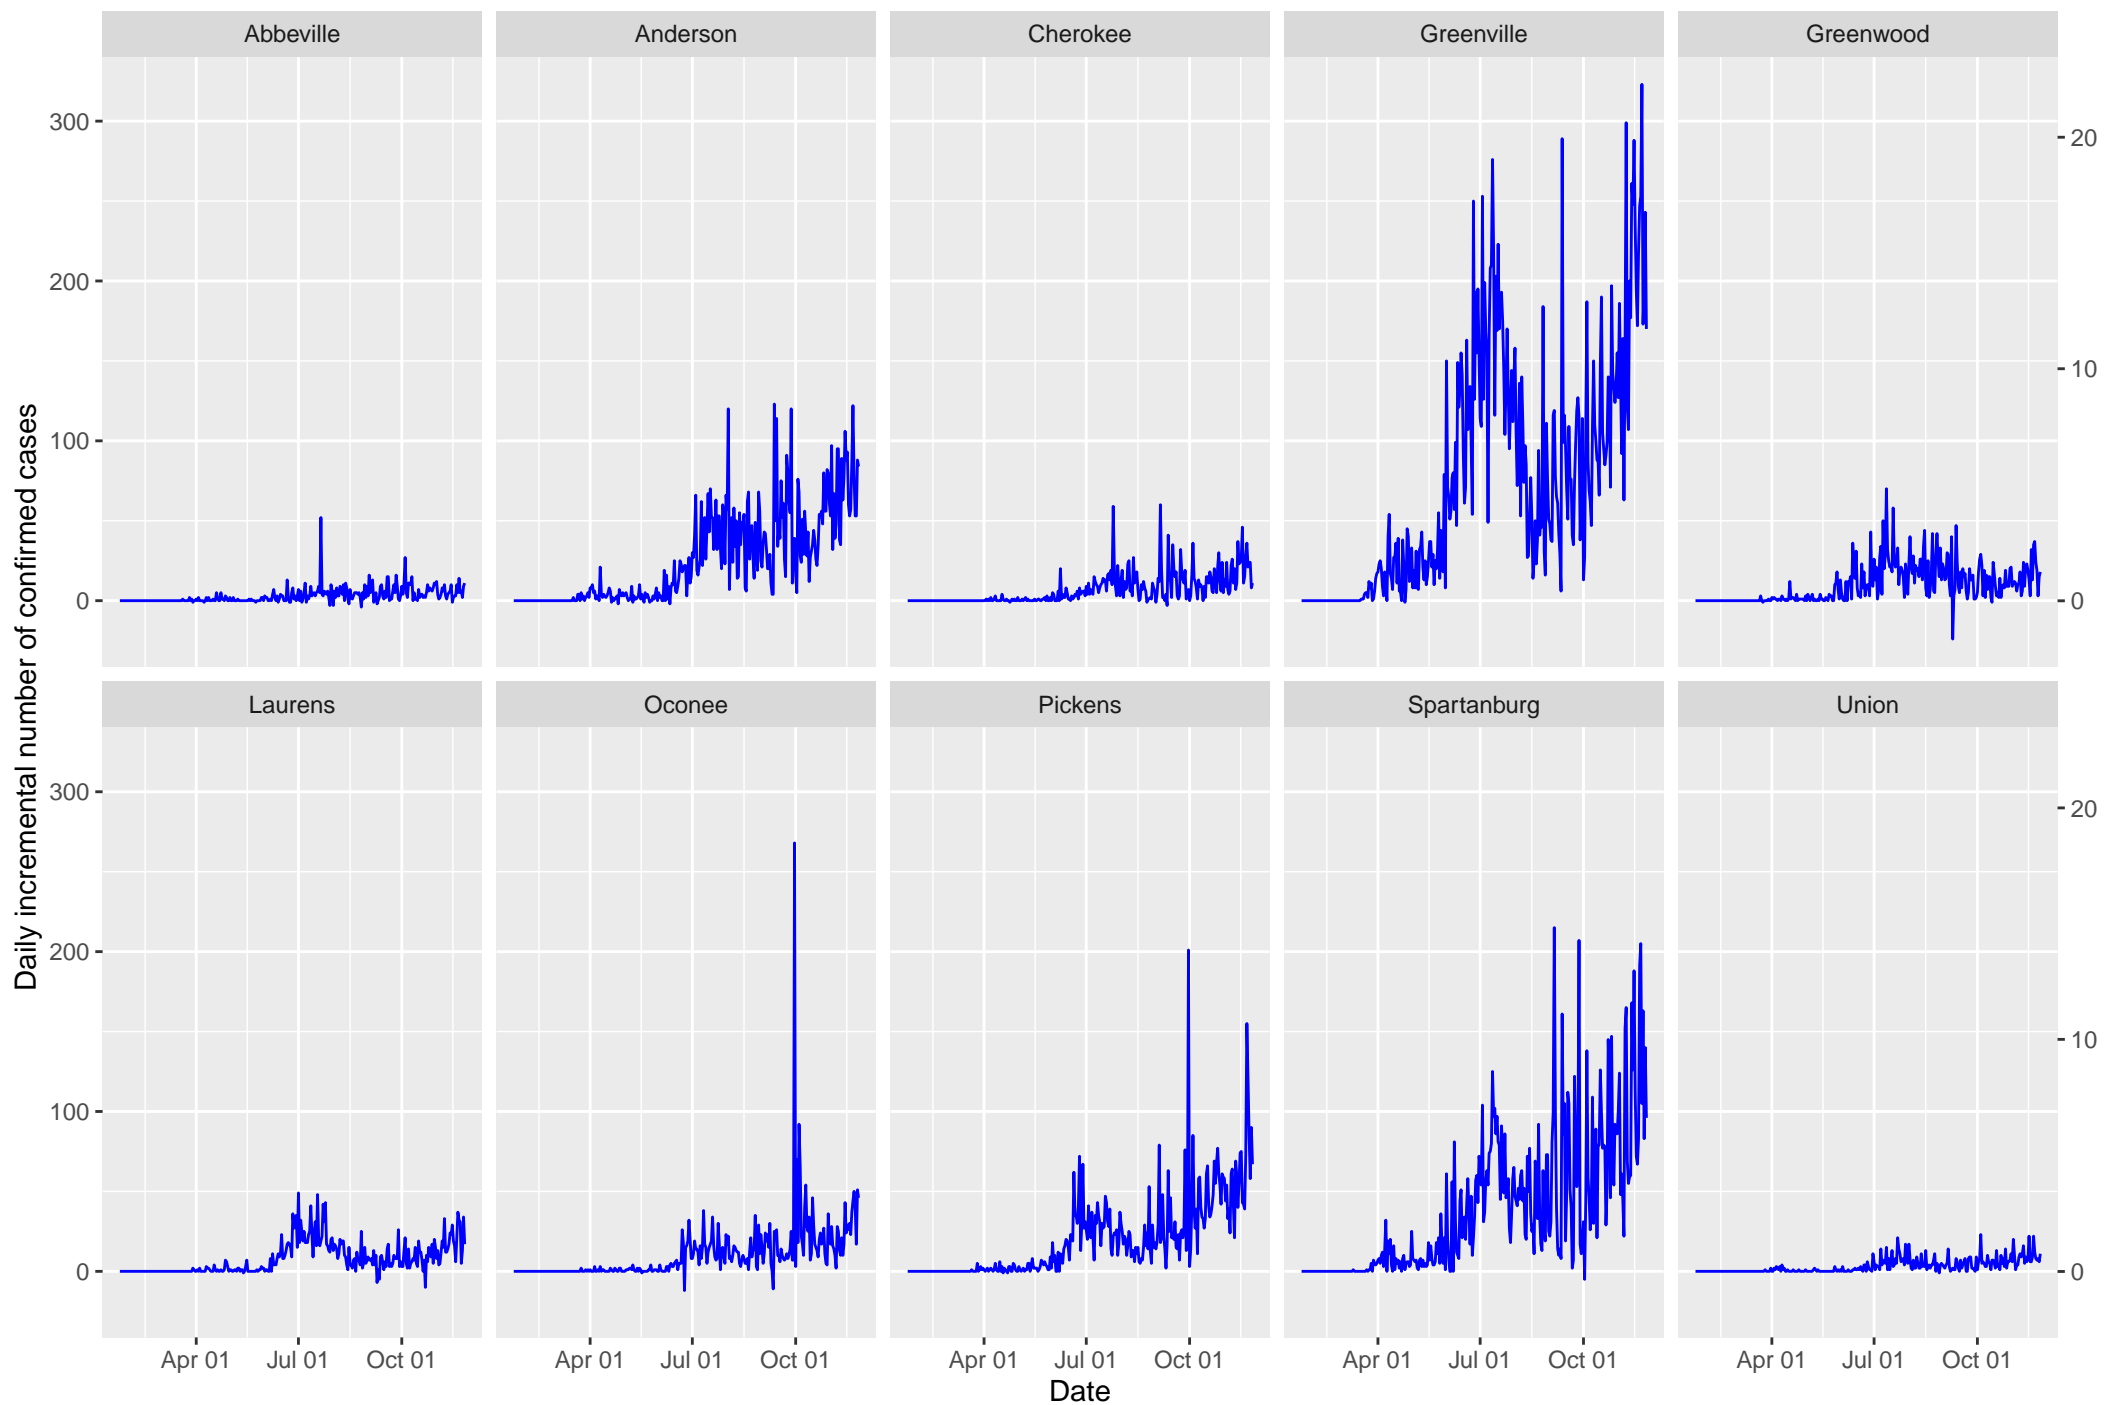 Abbeville Anderson Cherokee Greenville Greenwood
300
200
100
0
20
10
0
Daily incremental number of confirmed cases
Laurens Oconee Pickens Spartanburg Union
300
200
100
0
20
10
0
Apr 01 Jul 01 Oct 01 Apr 01 Jul 01 Oct 01 Apr 01 Jul 01 Oct 01 Apr 01 Jul 01 Oct 01 Apr 01 Jul 01 Oct 01
Date